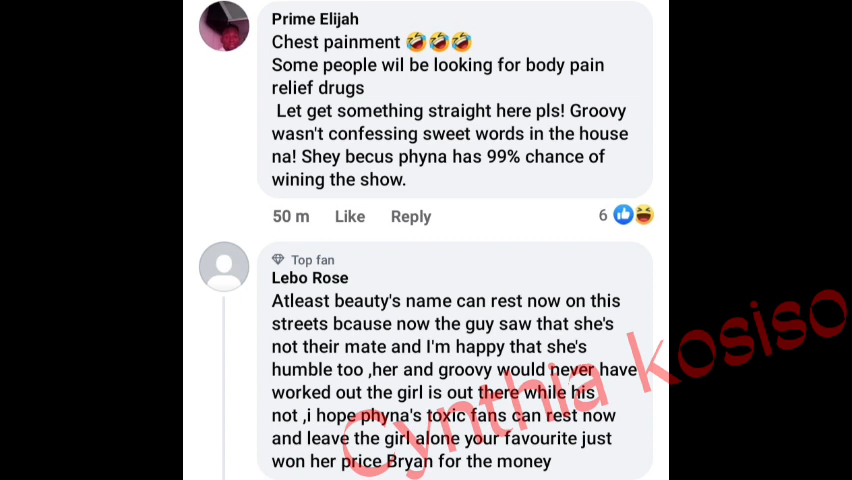 Prime Elijah
Chest painment 🤣🤣🤣
Some people wil be looking for body pain
relief drugs
Let get something straight here pls! Groovy
wasn't confessing sweet words in the house
na! Shey becus phyna has 99% chance of
wining the show.
50 m Like Reply 6
Top fan
Lebo Rose
Atleast beauty's name can rest now on this
streets bcause now the guy saw that she's
not their mate and I'm happy that she's
humble too ,her and groovy would never have
worked out the girl is out there while his
not ,i hope phyna's toxic fans can rest now
and leave the girl alone your favourite just
won her price Bryan for the money
Cynthia kosiso